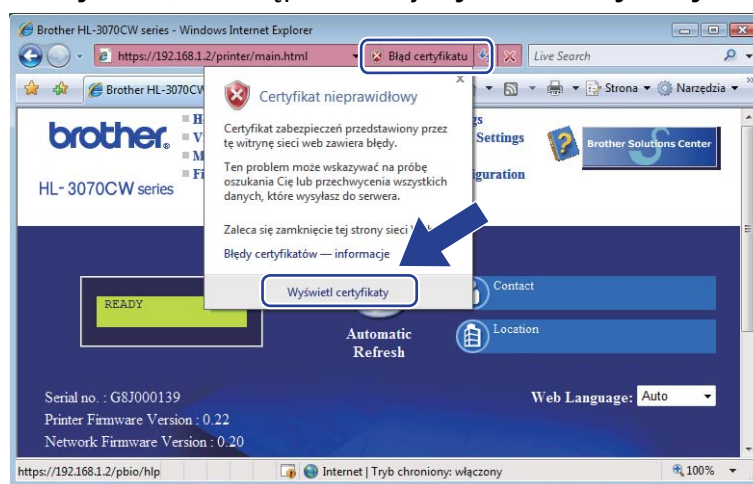 Brother HL-3070CW series - Windows Internet Explorer
https://192.168.1.2/printer/main.html
Błąd certyfikatu
Live Search
Brother HL-3070CW
Strona
Narzędzia
Certyfikat nieprawidłowy
Certyfikat zabezpieczeń przedstawiony przez
tę witrynę sieci web zawiera błędy.
Ten problem może wskazywać na próbę
oszukania Cię lub przechwycenia wszystkich
danych, które wysyłasz do serwera.
Zaleca się zamknięcie tej strony sieci
Błędy certyfikatów — informacje
Wyświetl certyfikaty
brother
HL-3070CW series
Settings
Brother Solutions Center
READY
Automatic
Refresh
Contact
Location
Serial no. : G8J000139
Web Language: Auto
Printer Firmware Version : 0.22
Network Firmware Version : 0.20
https://192.168.1.2/pbio/hlp
Internet | Tryb chroniony: włączony
100%